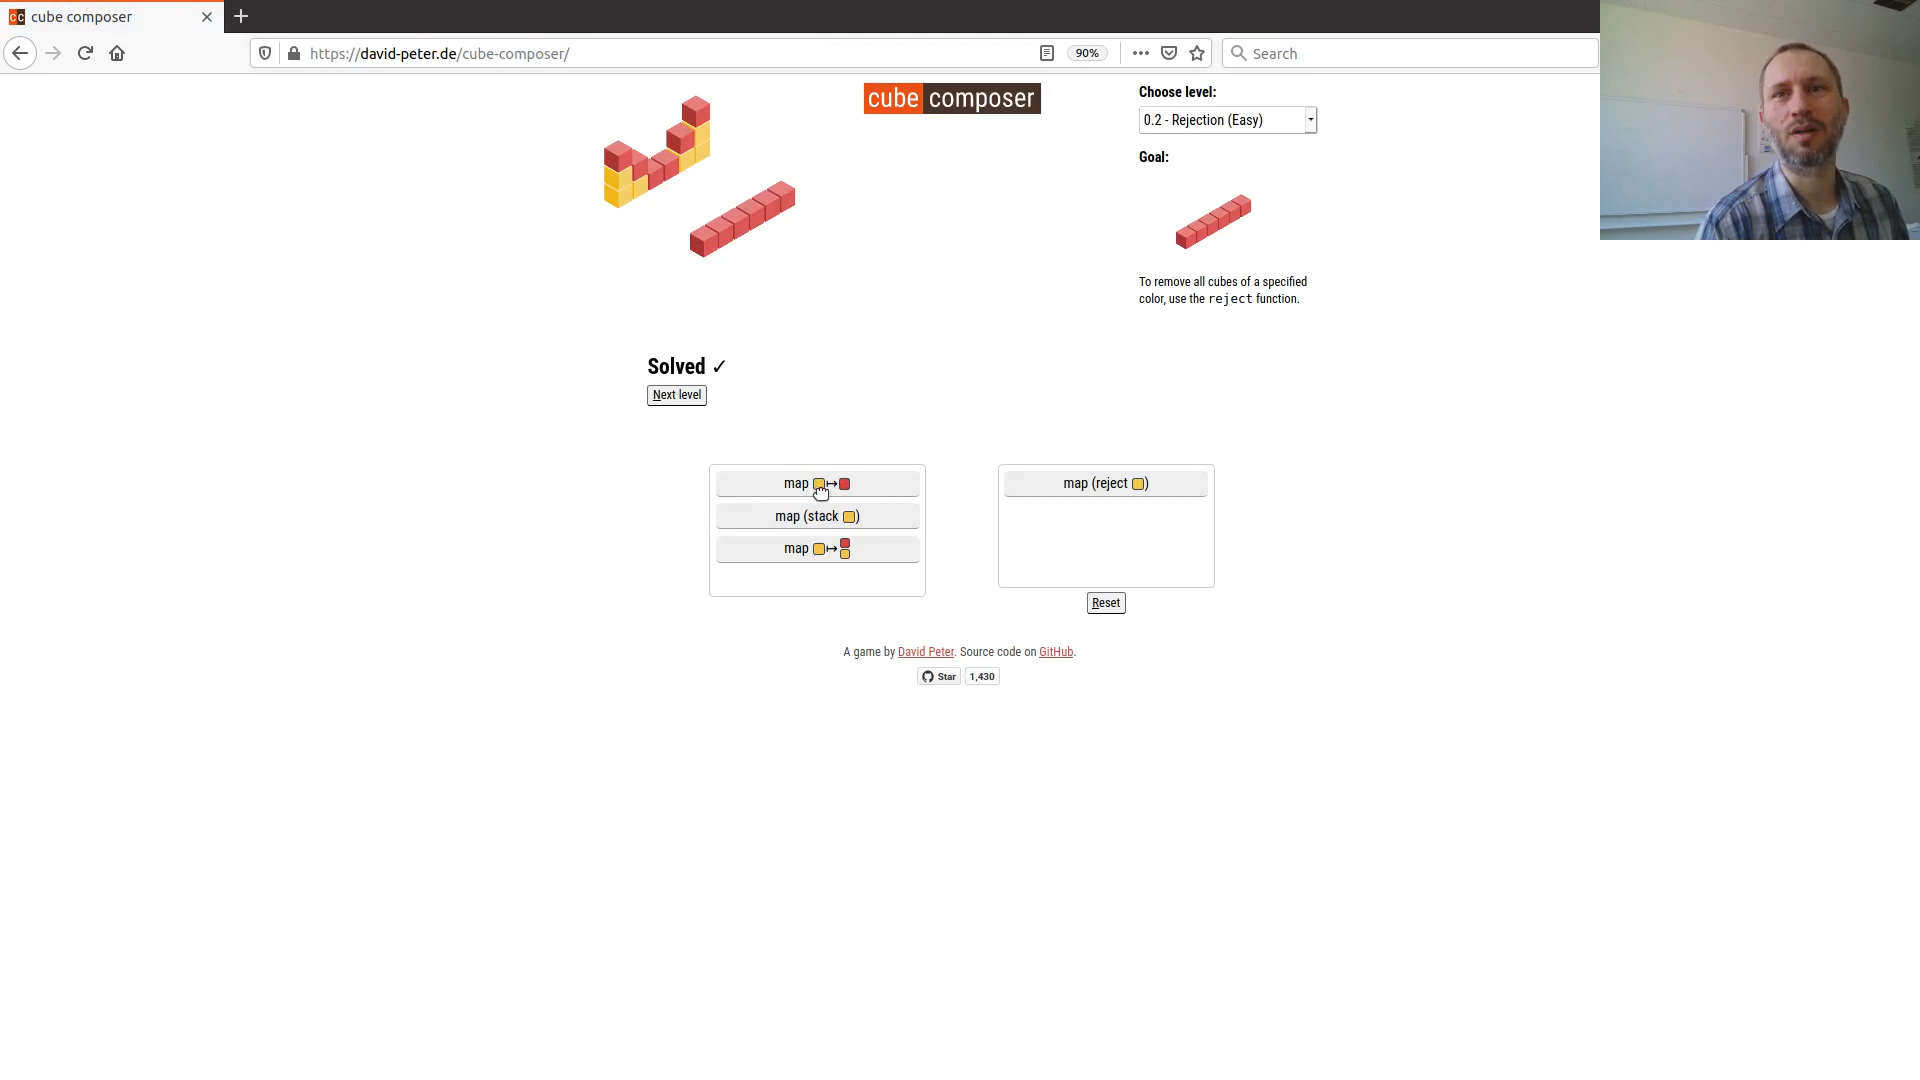 cube composer
https://david-peter.de/cube-composer/
90%
Search
cube composer
Choose level:
0.2 - Rejection (Easy)
Goal:
To remove all cubes of a specified
color, use the reject function.
Solved ✓
Next level
map ↦
map (stack )
map ↦
map (reject )
Reset
A game by David Peter. Source code on GitHub.
Star 1,430